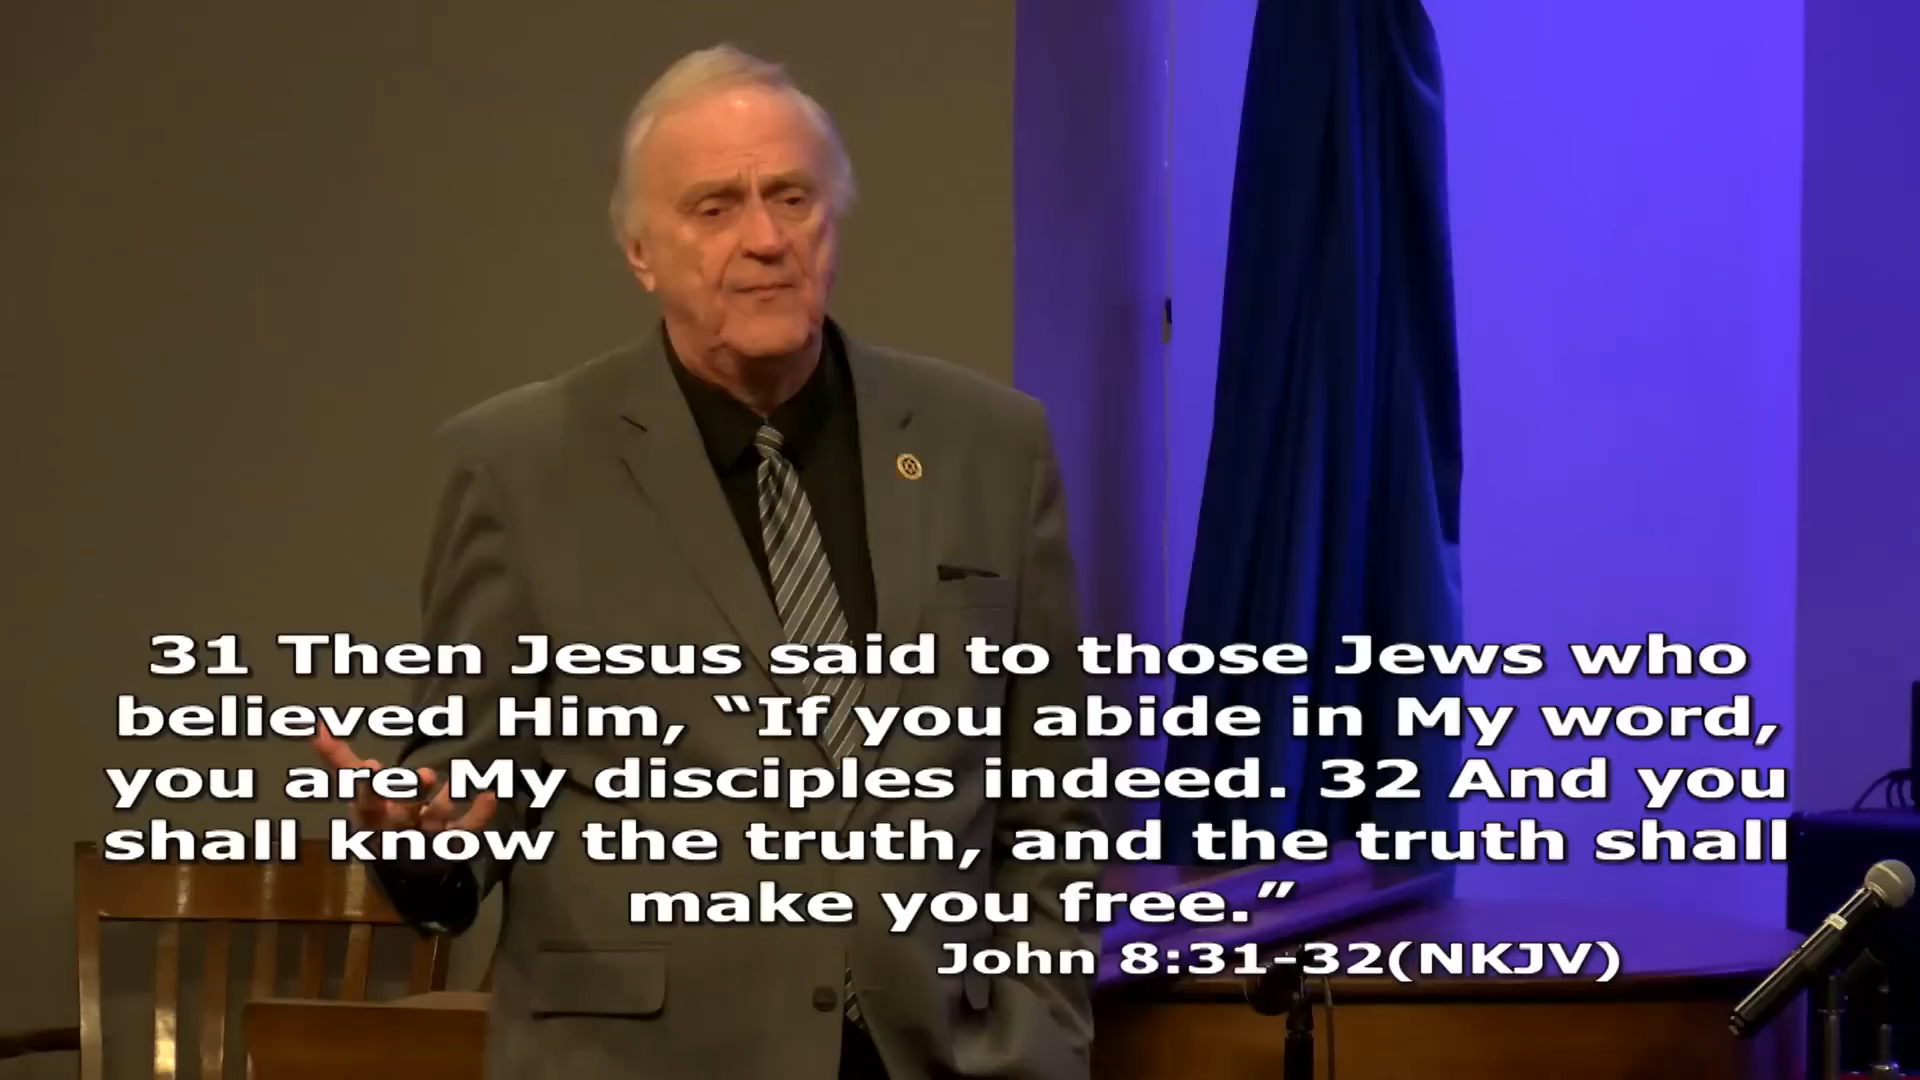 31 Then Jesus said to those Jews who
believed Him, “If you abide in My word,
you are My disciples indeed. 32 And you
shall know the truth, and the truth shall
make you free.”
John 8:31-32(NKJV)